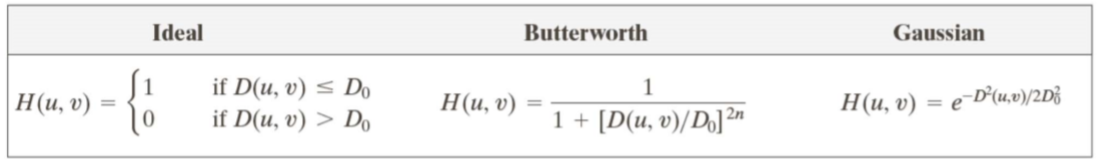 Ideal Butterworth Gaussian
H(u, v) = { 1 if D(u, v) ≤ D₀ H(u, v) = 1 / (1 + [D(u, v)/D₀]²ⁿ) H(u, v) = e^(−D²(u,v)/2D₀²)
0 if D(u, v) > D₀